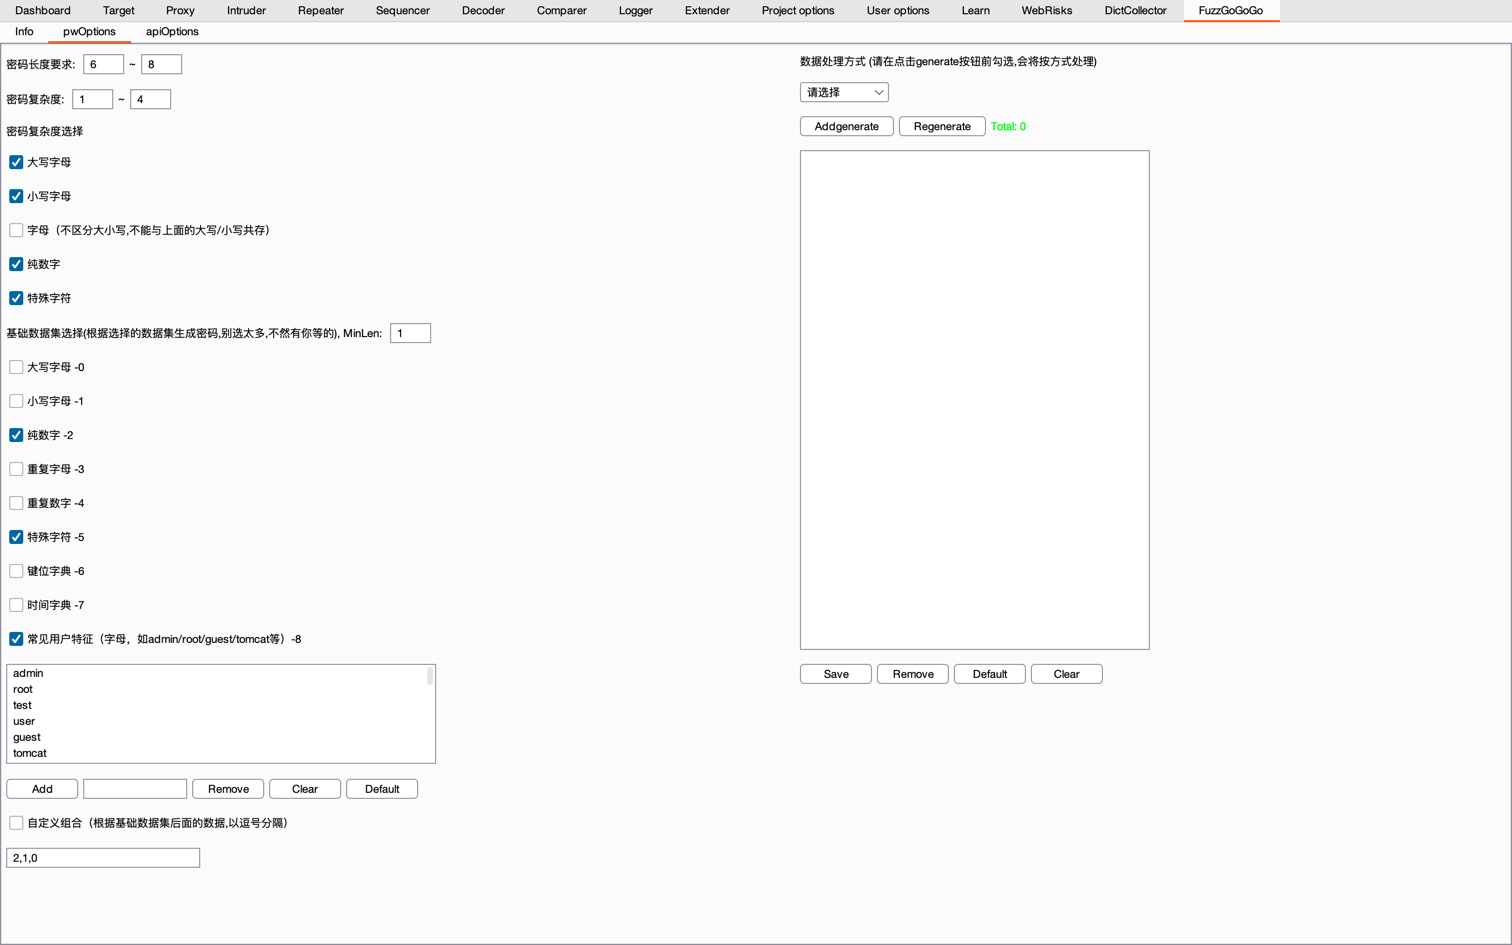 Dashboard Target Proxy Intruder Repeater Sequencer Decoder Comparer Logger Extender Project options User options Learn WebRisks DictCollector FuzzGoGoGo
Info pwOptions apiOptions
密码长度要求: 6 ~ 8
密码复杂度: 1 ~ 4
密码复杂度选择
大写字母
小写字母
字母（不区分大小写,不能与上面的大写/小写共存）
纯数字
特殊字符
基础数据集选择(根据选择的数据集生成密码,别选太多,不然有你等的), MinLen: 1
大写字母 -0
小写字母 -1
纯数字 -2
重复字母 -3
重复数字 -4
特殊字符 -5
键位字典 -6
时间字典 -7
常见用户特征（字母，如admin/root/guest/tomcat等）-8
admin
root
test
user
guest
tomcat
Add Remove Clear Default
自定义组合（根据基础数据集后面的数据,以逗号分隔）
2,1,0
数据处理方式 (请在点击generate按钮前勾选,会将按方式处理)
请选择
Addgenerate Regenerate Total: 0
Save Remove Default Clear